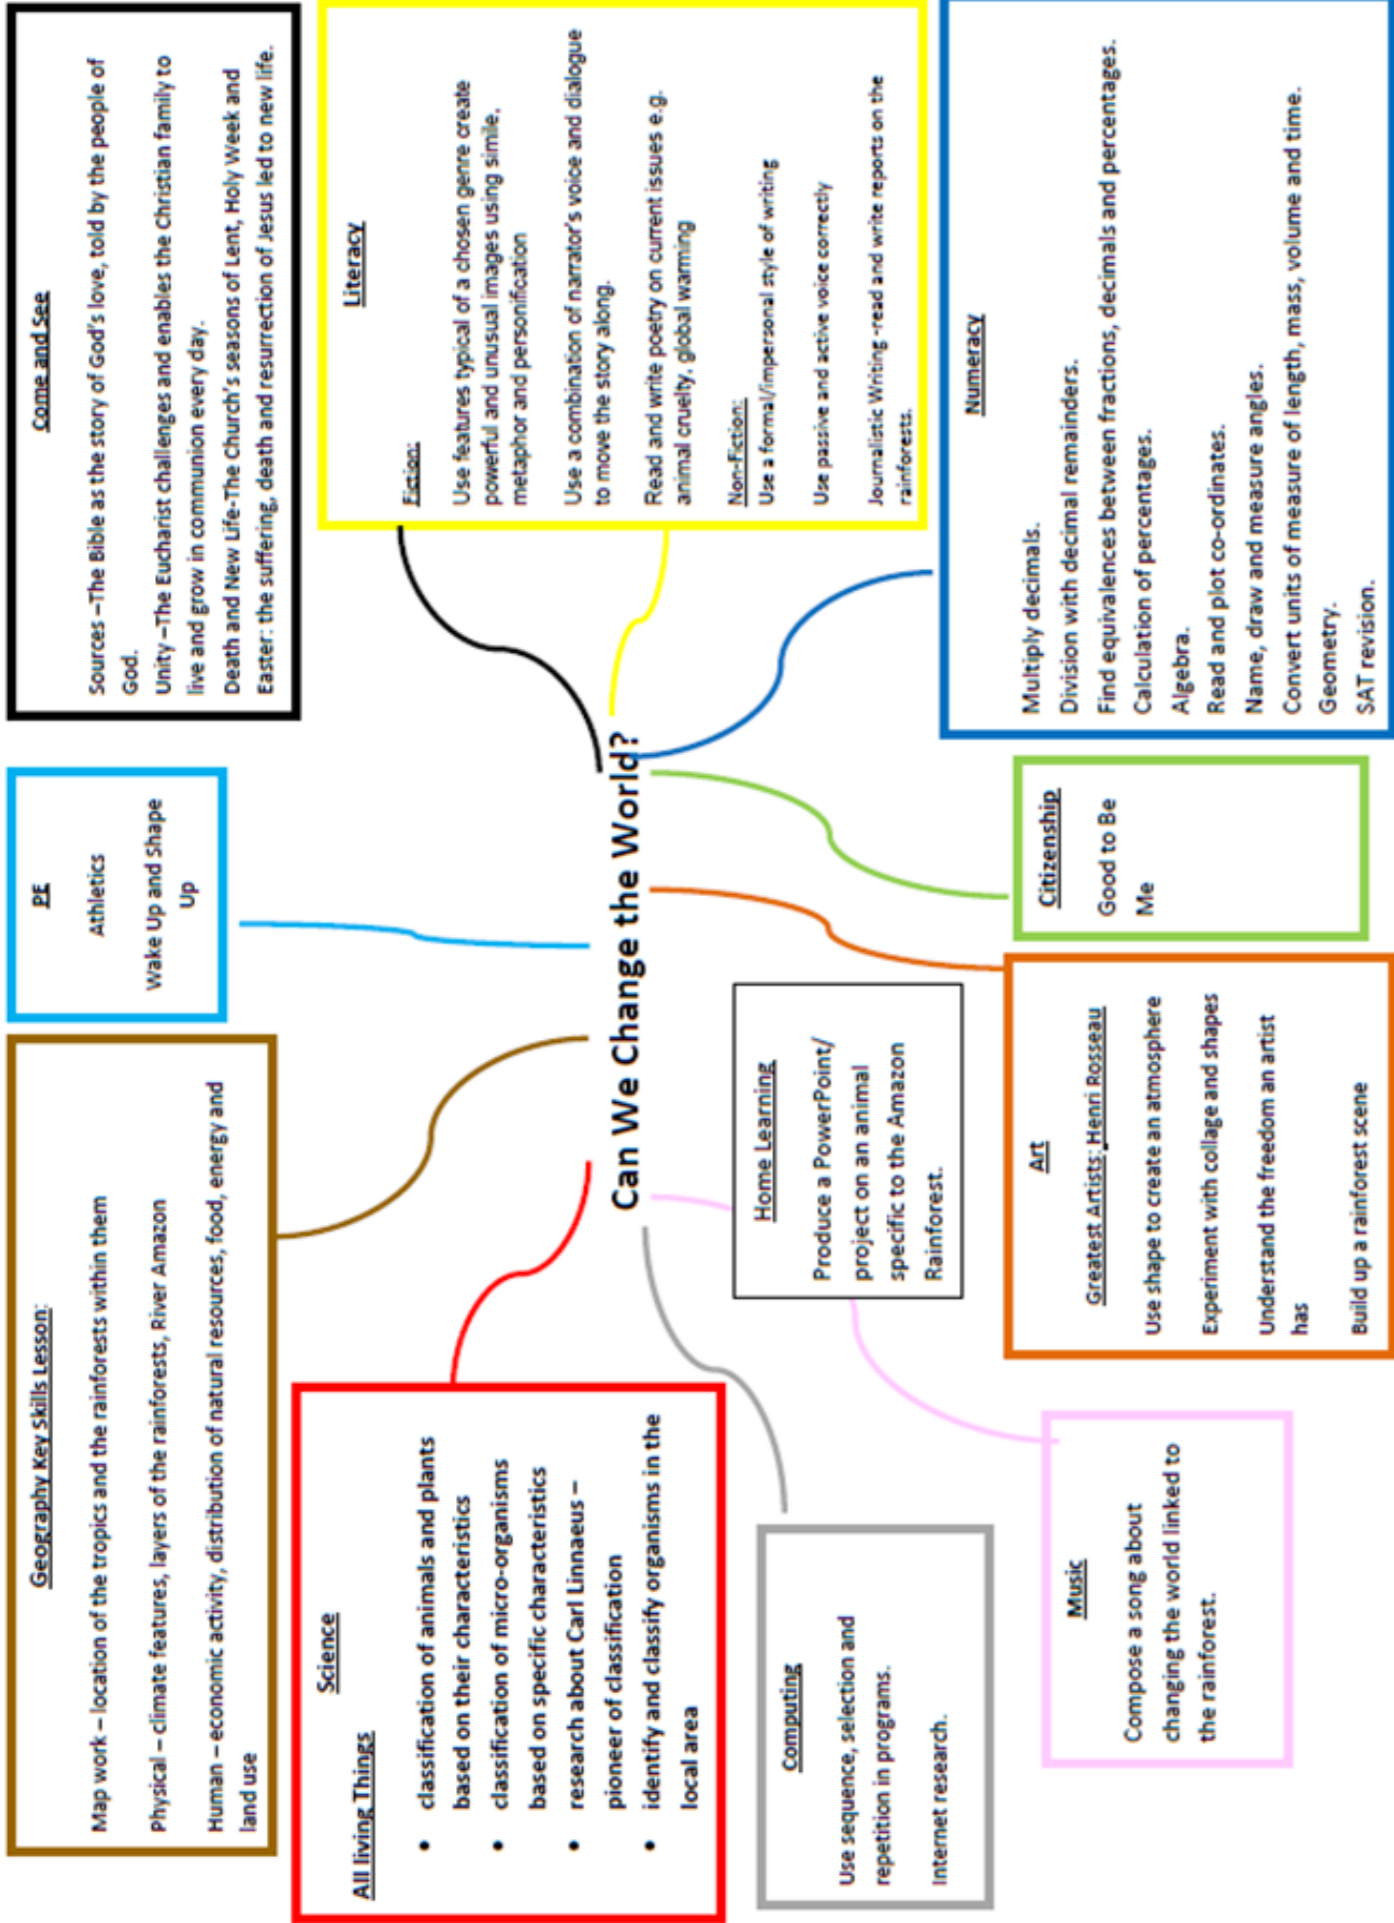 Geography Key Skills Lesson:
Map work – location of the tropics and the rainforests within them
Physical – climate features, layers of the rainforests, River Amazon
Human – economic activity, distribution of natural resources, food, energy and
land use
PE
Athletics
Wake Up and Shape
Up
Come and See
Sources –The Bible as the story of God's love, told by the people of
God.
Unity –The Eucharist challenges and enables the Christian family to
live and grow in communion every day.
Death and New Life-The Church's seasons of Lent, Holy Week and
Easter: the suffering, death and resurrection of Jesus led to new life.
Science
All living Things
• classification of animals and plants
based on their characteristics
• classification of micro-organisms
based on specific characteristics
• research about Carl Linnaeus –
pioneer of classification
• identify and classify organisms in the
local area
Can We Change the World?
Literacy
Fiction:
Use features typical of a chosen genre create
powerful and unusual images using simile,
metaphor and personification
Use a combination of narrator's voice and dialogue
to move the story along.
Read and write poetry on current issues e.g.
animal cruelty, global warming
Non-Fiction:
Use a formal/impersonal style of writing
Use passive and active voice correctly
Journalistic Writing -read and write reports on the
rainforests.
Computing
Use sequence, selection and
repetition in programs.
Internet research.
Home Learning
Produce a PowerPoint/
project on an animal
specific to the Amazon
Rainforest.
Music
Compose a song about
changing the world linked to
the rainforest.
Art
Greatest Artists: Henri Rosseau
Use shape to create an atmosphere
Experiment with collage and shapes
Understand the freedom an artist
has
Build up a rainforest scene
Citizenship
Good to Be
Me
Numeracy
Multiply decimals.
Division with decimal remainders.
Find equivalences between fractions, decimals and percentages.
Calculation of percentages.
Algebra.
Read and plot co-ordinates.
Name, draw and measure angles.
Convert units of measure of length, mass, volume and time.
Geometry.
SAT revision.